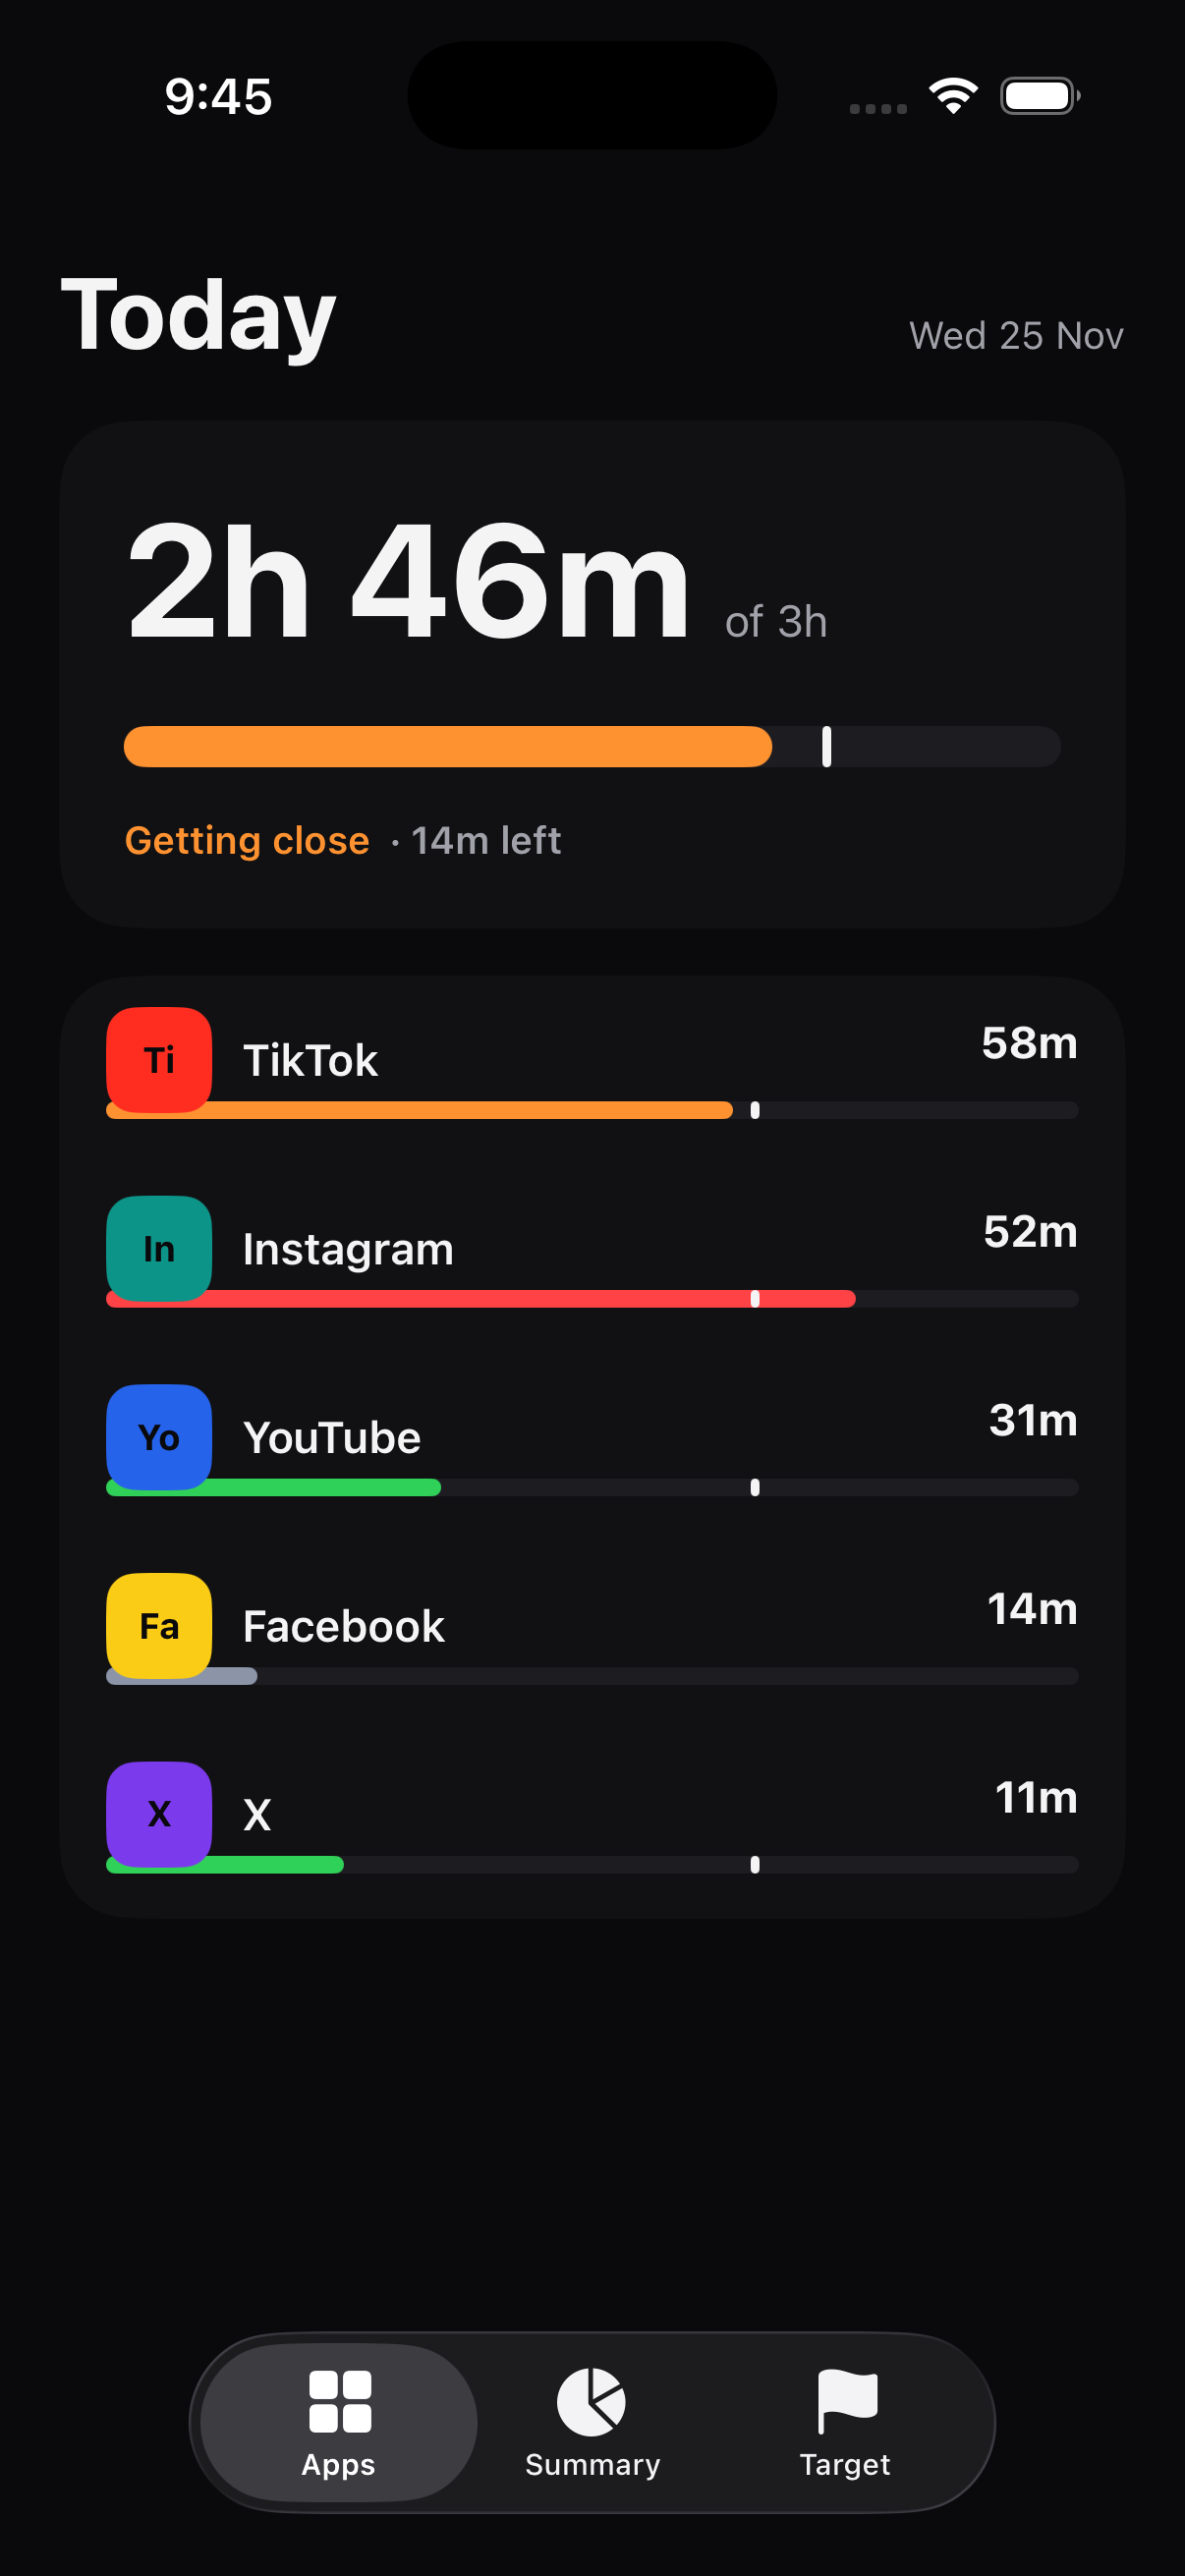 9:45
Today
Wed 25 Nov
2h 46m of 3h
Getting close · 14m left
Ti TikTok 58m
In Instagram 52m
Yo YouTube 31m
Fa Facebook 14m
X X 11m
Apps Summary Target